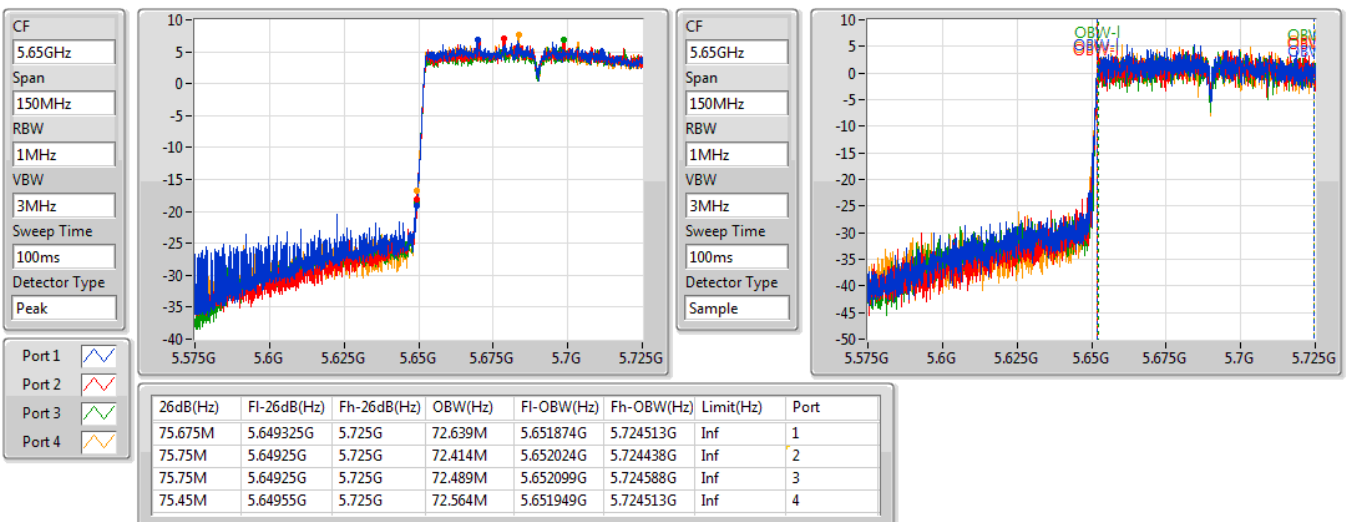 CF
5.65GHz
Span
150MHz
RBW
1MHz
VBW
3MHz
Sweep Time
100ms
Detector Type
Peak
10
5
0
-5
-10
-15
-20
-25
-30
-35
-40
5.575G 5.6G 5.625G 5.65G 5.675G 5.7G 5.725G
CF
5.65GHz
Span
150MHz
RBW
1MHz
VBW
3MHz
Sweep Time
100ms
Detector Type
Sample
10
5
0
-5
-10
-15
-20
-25
-30
-35
-40
-45
-50
OBW-l
5.575G 5.6G 5.625G 5.65G 5.675G 5.7G 5.725G
Port 1
Port 2
Port 3
Port 4
26dB(Hz) Fl-26dB(Hz) Fh-26dB(Hz) OBW(Hz) Fl-OBW(Hz) Fh-OBW(Hz) Limit(Hz) Port
75.675M 5.649325G 5.725G 72.639M 5.651874G 5.724513G Inf 1
75.75M 5.64925G 5.725G 72.414M 5.652024G 5.724438G Inf 2
75.75M 5.64925G 5.725G 72.489M 5.652099G 5.724588G Inf 3
75.45M 5.64955G 5.725G 72.564M 5.651949G 5.724513G Inf 4